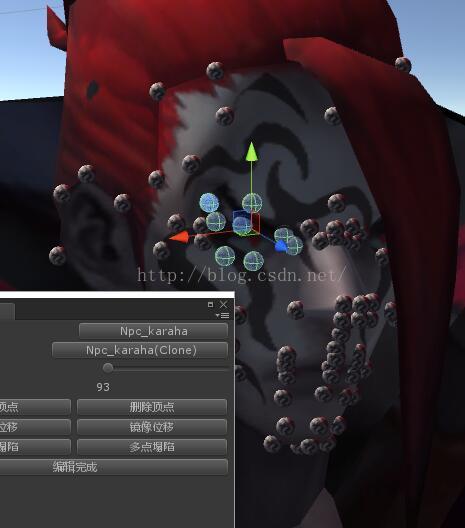 http://blog.csdn.net/
Npc_karaha
Npc_karaha(Clone)
93
顶点 删除顶点
位移 镜像位移
塌陷 多点塌陷
编辑完成